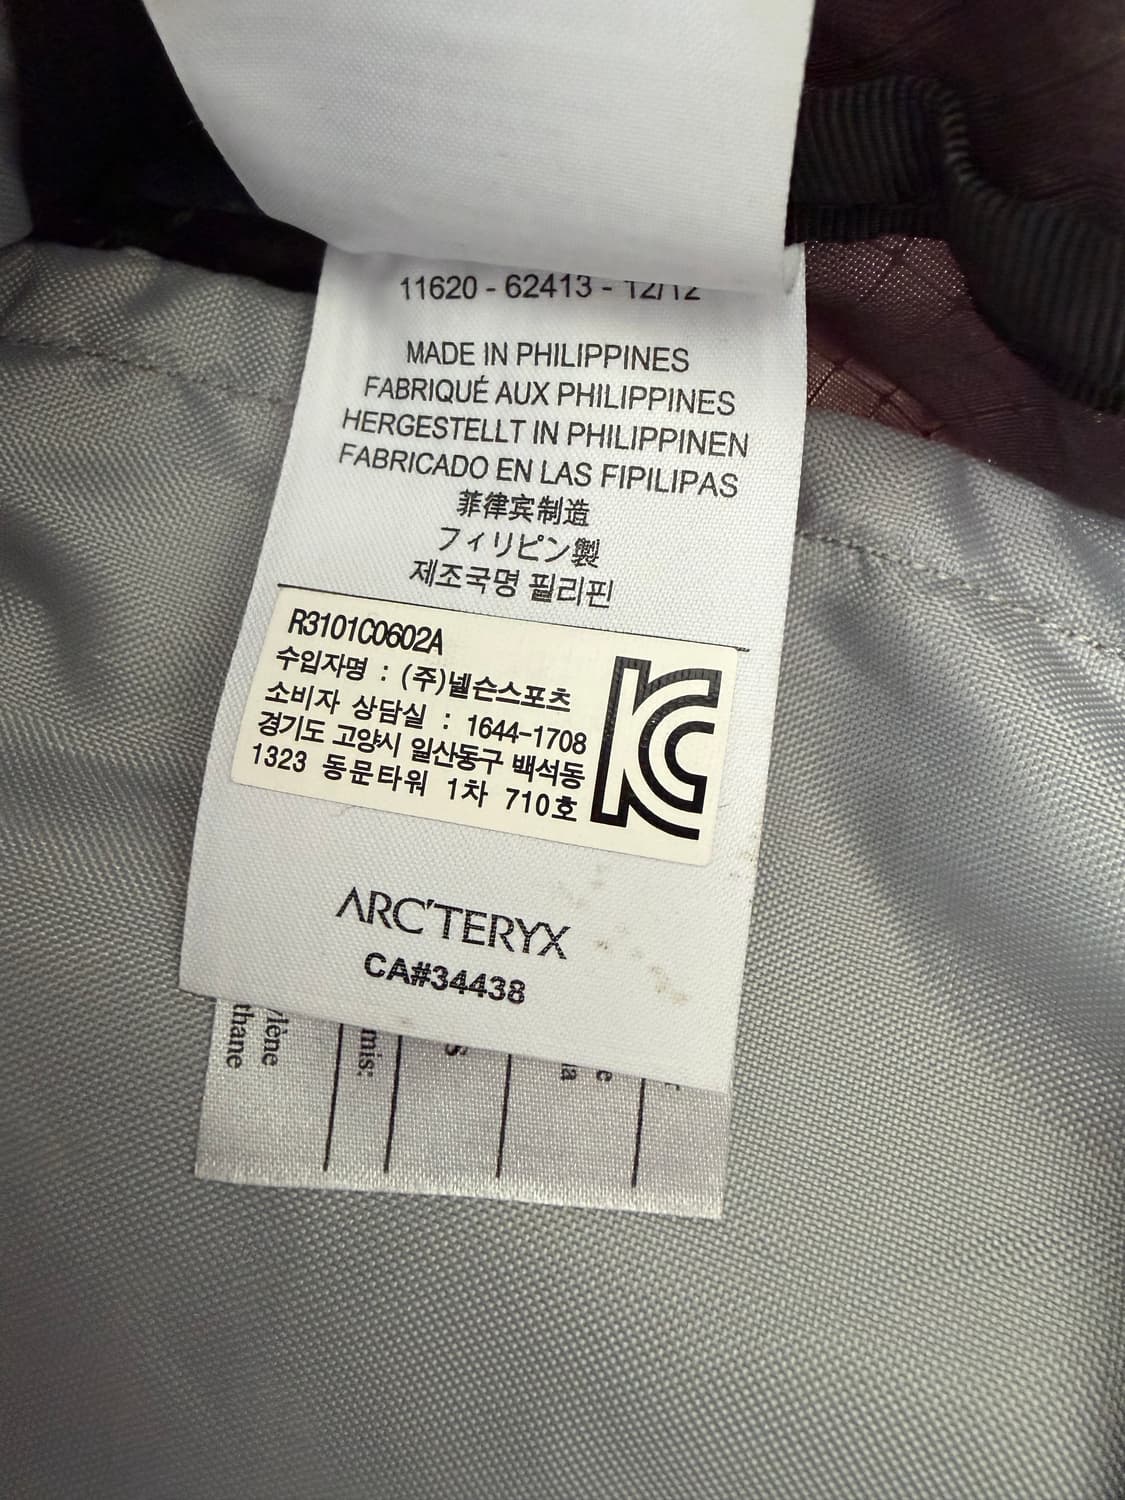 11620 - 62413 - 12/12
MADE IN PHILIPPINES
FABRIQUÉ AUX PHILIPPINES
HERGESTELLT IN PHILIPPINEN
FABRICADO EN LAS FIPILIPAS
菲律宾制造
フィリピン製
제조국명 필리핀
R3101C0602A
수입자명 : (주)넬슨스포츠
소비자 상담실 : 1644-1708
경기도 고양시 일산동구 백석동
1323 동문타워 1차 710호
KC
ARC'TERYX
CA#34438